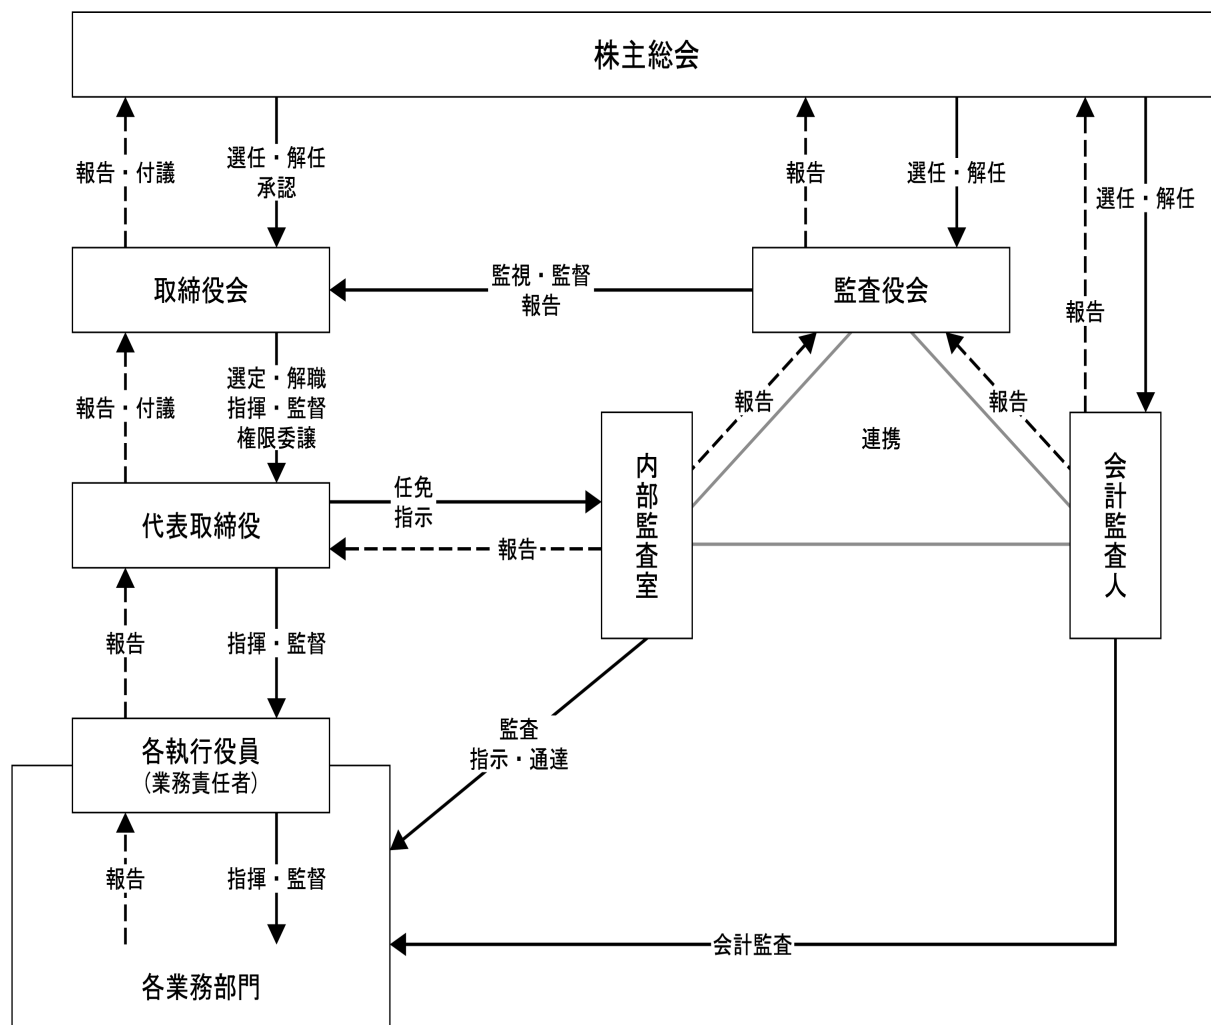 株主総会
報告・付議
選任・解任
承認
報告
選任・解任
選任・解任
取締役会
監視・監督
報告
監査役会
報告
報告・付議
選定・解職
指揮・監督
権限委譲
報告
報告
連携
代表取締役
任免
指示
報告
内部監査室
会計監査人
報告
指揮・監督
各執行役員
(業務責任者)
監査
指示・通達
報告
指揮・監督
会計監査
各業務部門